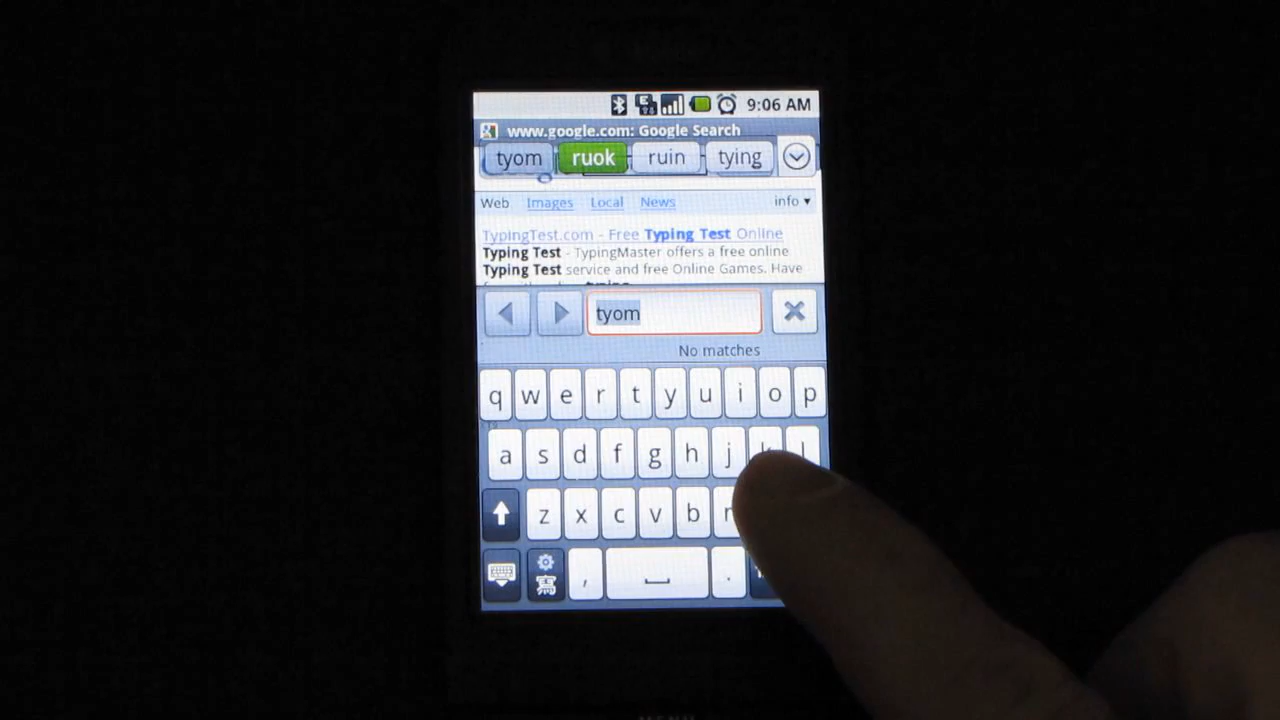 9:06 AM
www.google.com: Google Search
tyom ruok ruin tying
Web Images Local News info ▾
TypingTest.com - Free Typing Test Online
Typing Test - TypingMaster offers a free online
Typing Test service and free Online Games. Have
tyom
No matches
q w e r t y u i o p
a s d f g h j k l
z x c v b n
寫 , .